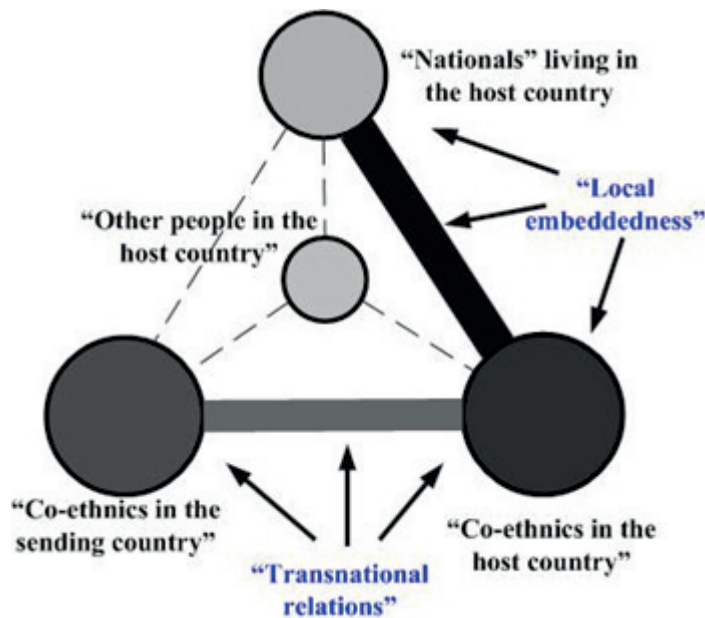 “Nationals” living in
the host country
“Local
embeddedness”
“Other people in the
host country”
“Co-ethnics in the
sending country”
“Co-ethnics in the
host country”
“Transnational
relations”